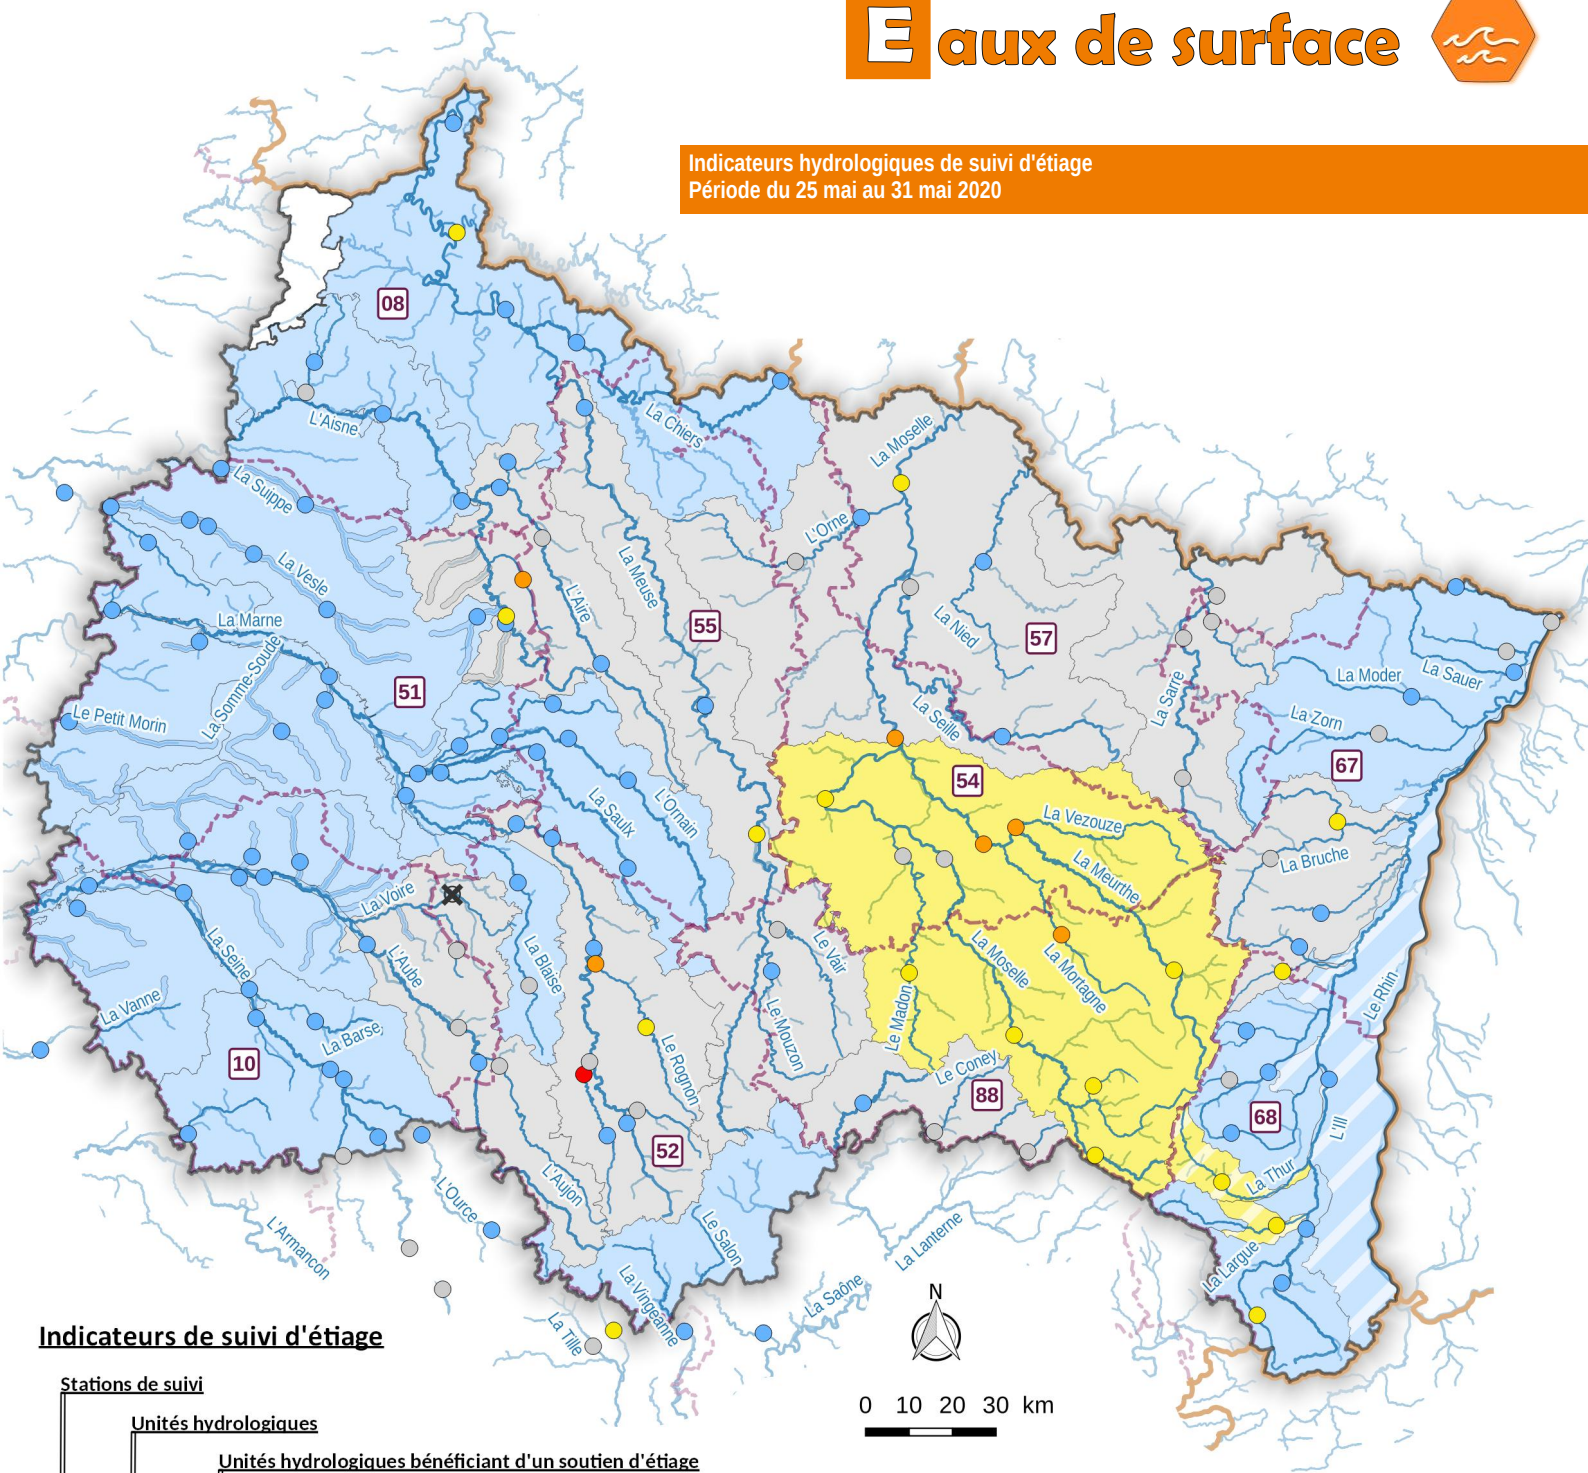 Eaux de surface
Indicateurs hydrologiques de suivi d'étiage
Période du 25 mai au 31 mai 2020
08
La Chiers
L'Aisne
La Moselle
La Suippe
L'Orne
La Vesle
La Meuse
L'Aire
La Marne
55
La Nied
57
La Somme-Soude
51
La Sarre
La Moder
La Sauer
Le Petit Morin
La Seille
La Zorn
54
67
La Saulx
L'Ornain
La Vezouze
La Bruche
La Meurthe
La Voire
La Seine
L'Aube
La Blaise
Le Vair
La Moselle
La Mortagne
Le Rhin
La Vanne
La Barse
Le Madon
Le Mouzon
10
Le Rognon
Le Coney
88
68
L'Ill
52
La Thur
L'Aujon
L'Ource
Le Salon
L'Armancon
La Lanterne
La Largue
La Vingeanne
La Saône
La Tille
N
0 10 20 30 km
Indicateurs de suivi d'étiage
Stations de suivi
Unités hydrologiques
Unités hydrologiques bénéficiant d'un soutien d'étiage